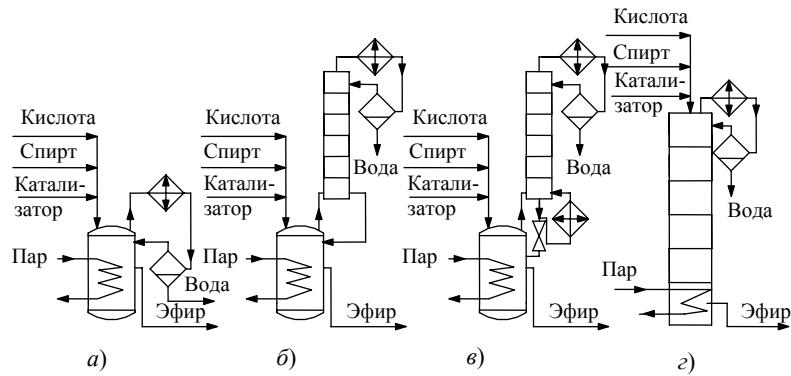 Кислота
Спирт
Катали-
затор
Пар
Вода
Эфир
а)
Кислота
Спирт
Катали-
затор
Пар
Вода
Эфир
б)
Кислота
Спирт
Катали-
затор
Пар
Вода
Эфир
в)
Кислота
Спирт
Катали-
затор
Пар
Вода
Эфир
г)